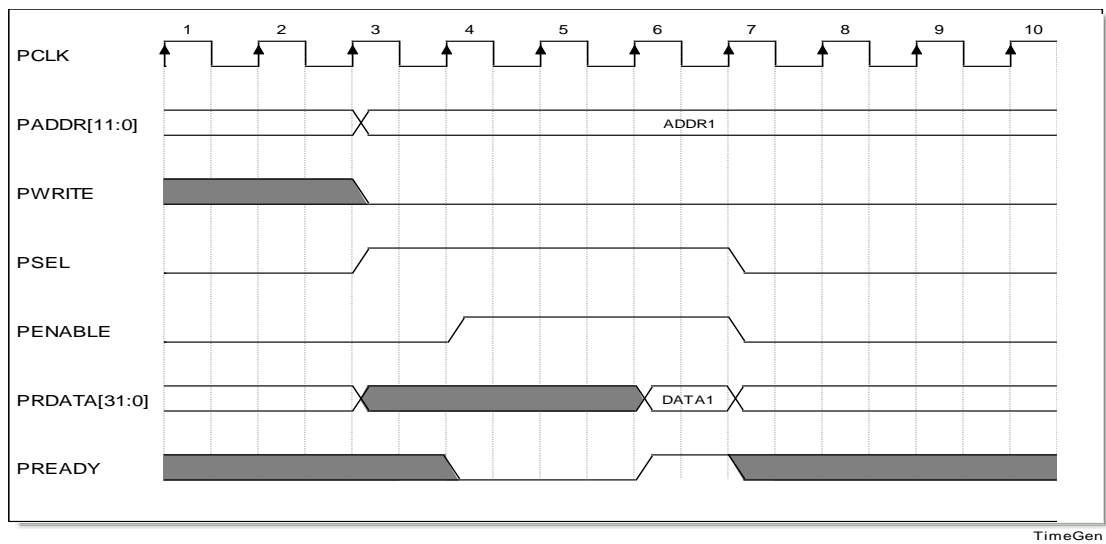 1 2 3 4 5 6 7 8 9 10
PCLK
PADDR[11:0] ADDR1
PWRITE
PSEL
PENABLE
PRDATA[31:0] DATA1
PREADY
TimeGen